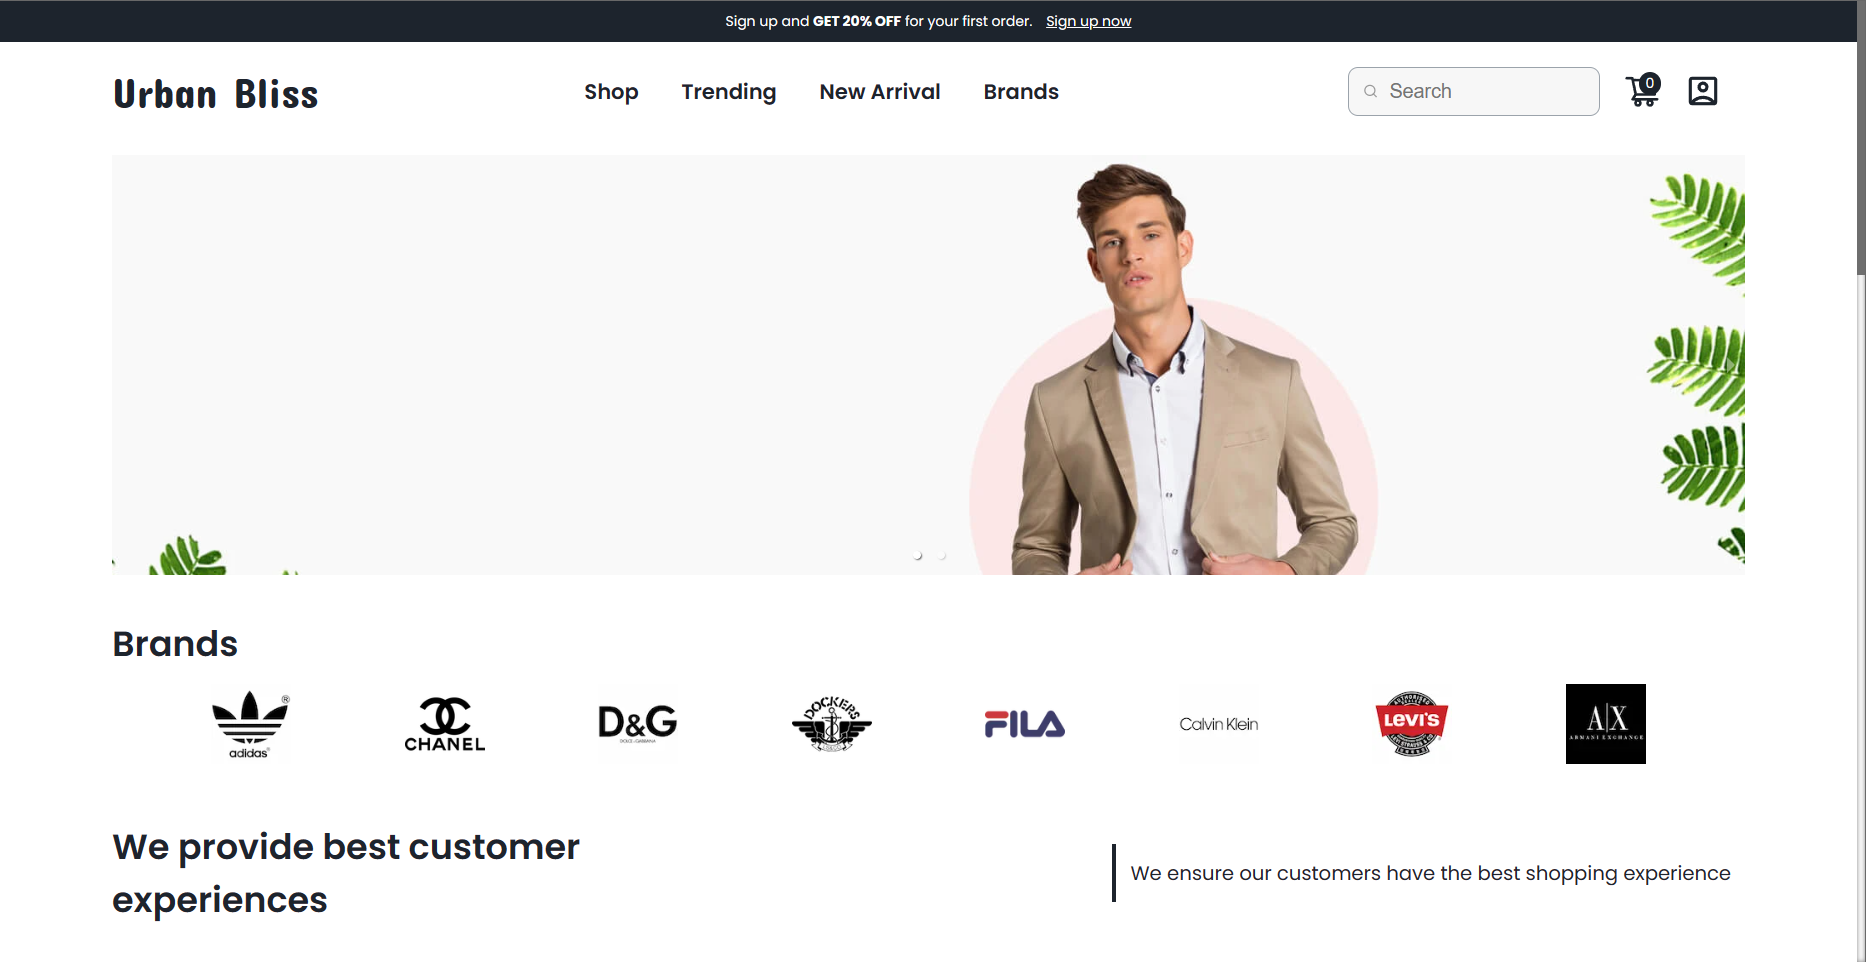 Sign up and GET 20% OFF for your first order. Sign up now
Urban Bliss
Shop
Trending
New Arrival
Brands
Search
0
Brands
adidas
CHANEL
D&G
DOCKERS
FILA
Calvin Klein
LEVI'S
A|X
ARMANI EXCHANGE
We provide best customer
experiences
We ensure our customers have the best shopping experience